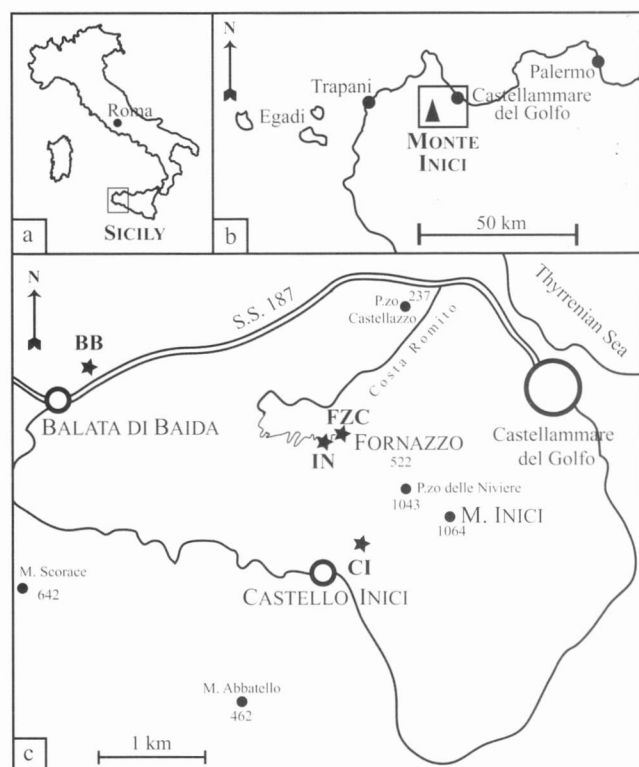 Roma
SICILY
a
N
Trapani
Palermo
Egadi
Castellammare
del Golfo
MONTE
INICI
50 km
b
N
S.S. 187
P.zo 237
Castellazzo
Thyrrenian Sea
BB
Costa Romito
BALATA DI BAIDA
FZC
FORNAZZO
IN
522
Castellammare
del Golfo
P.zo delle Niviere
1043
M. INICI
1064
CI
M. Scorace
642
CASTELLO INICI
M. Abbatello
462
1 km
c